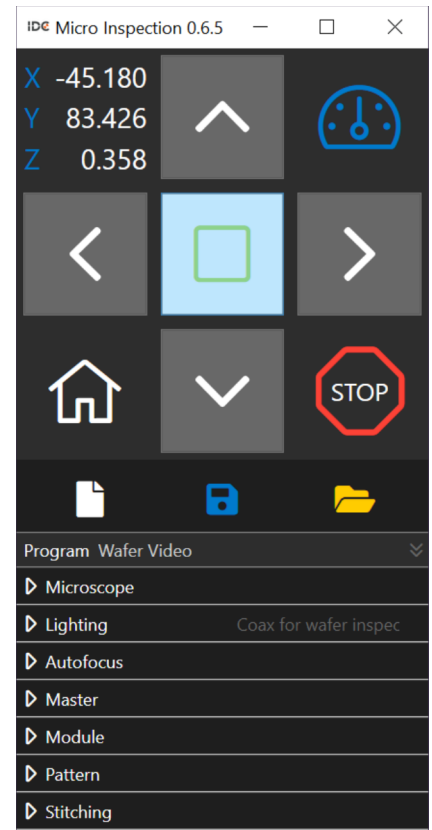 IDC Micro Inspection 0.6.5
X -45.180
Y 83.426
Z 0.358
STOP
Program Wafer Video
Microscope
Lighting Coax for wafer inspec
Autofocus
Master
Module
Pattern
Stitching